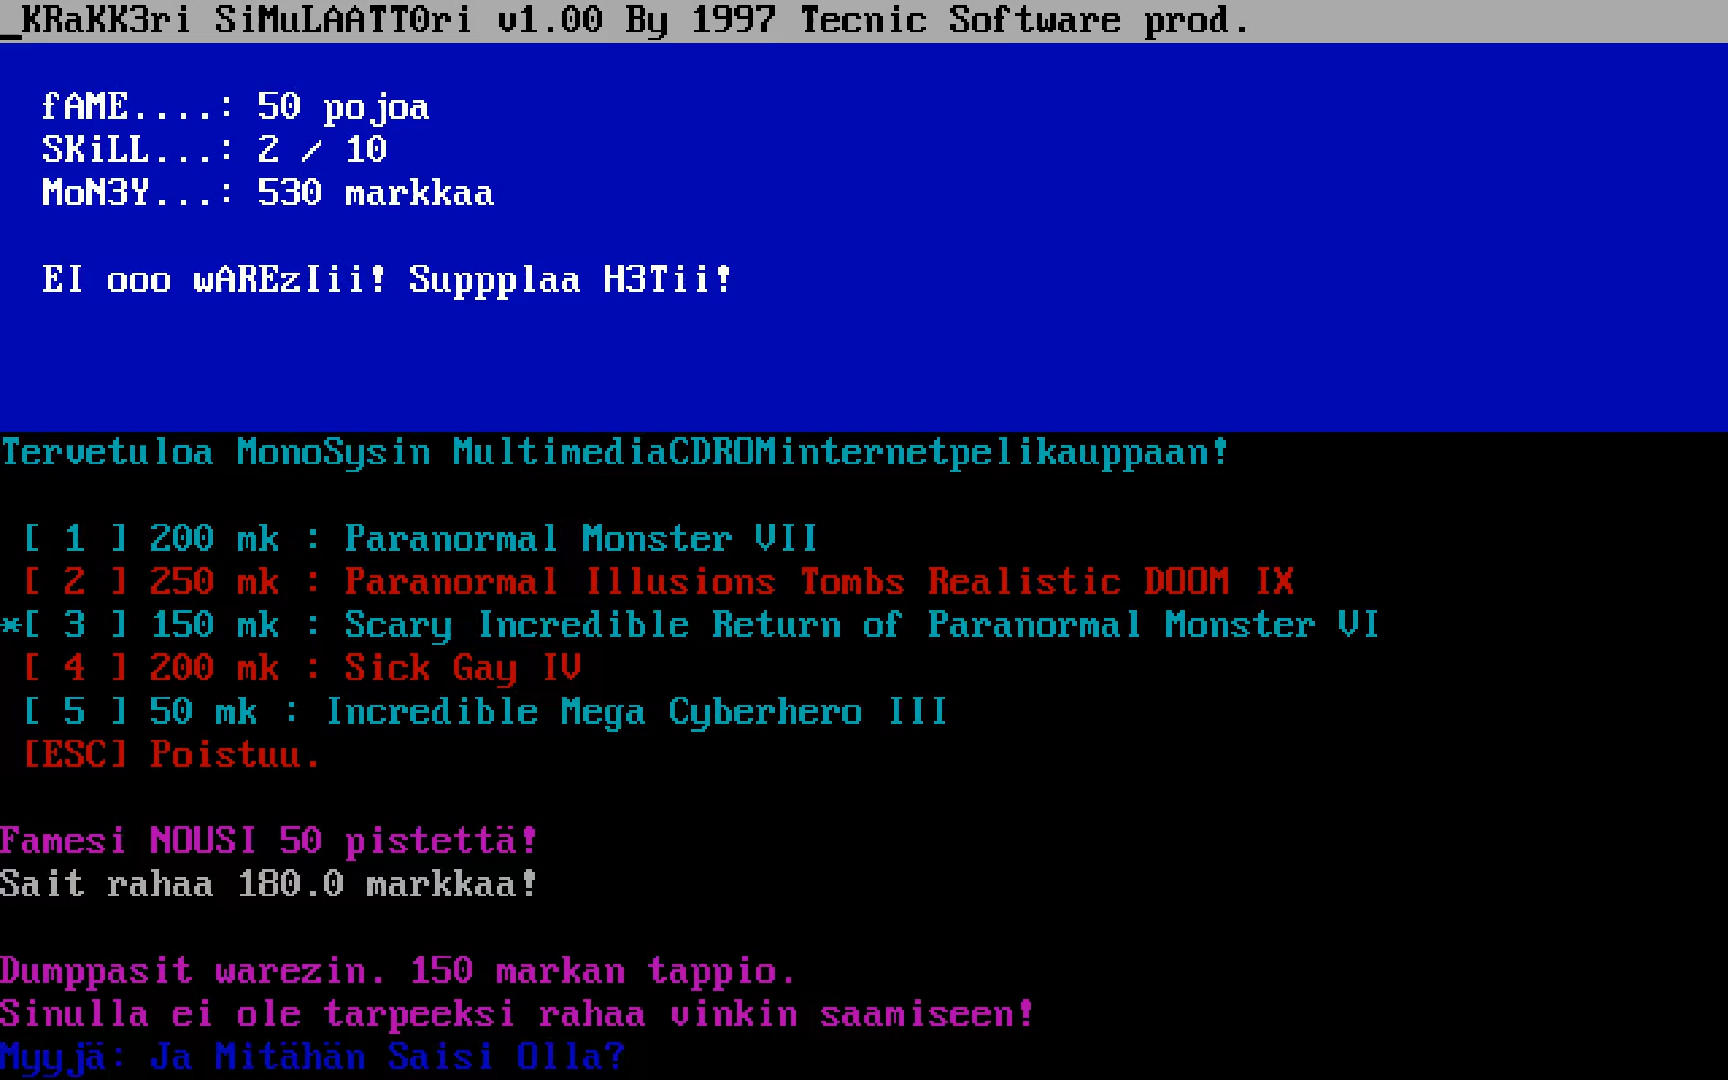 _KRaKK3ri SiMuLAATT0ri v1.00 By 1997 Tecnic Software prod.
fAME....: 50 pojoa
SKiLL...: 2 / 10
MoN3Y...: 530 markkaa
EI ooo wAREzIii! Suppplaa H3Tii!
Tervetuloa MonoSysin MultimediaCDROMinternetpelikauppaan!
[ 1 ] 200 mk : Paranormal Monster VII
[ 2 ] 250 mk : Paranormal Illusions Tombs Realistic DOOM IX
*[ 3 ] 150 mk : Scary Incredible Return of Paranormal Monster VI
[ 4 ] 200 mk : Sick Gay IV
[ 5 ] 50 mk : Incredible Mega Cyberhero III
[ESC] Poistuu.
Famesi NOUSI 50 pistettä!
Sait rahaa 180.0 markkaa!
Dumppasit warezin. 150 markan tappio.
Sinulla ei ole tarpeeksi rahaa vinkin saamiseen!
Myyjä: Ja Mitähän Saisi Olla?